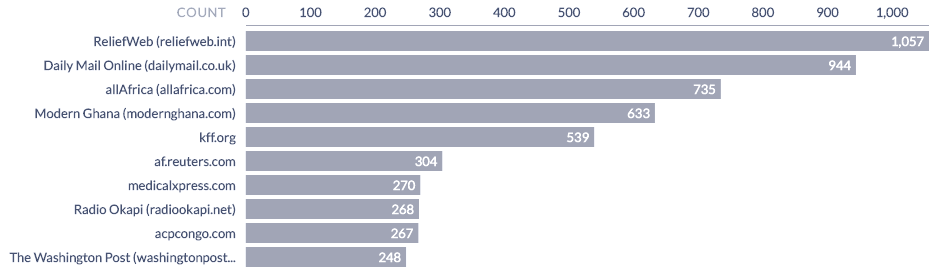 COUNT 0 100 200 300 400 500 600 700 800 900 1,000
ReliefWeb (reliefweb.int) 1,057
Daily Mail Online (dailymail.co.uk) 944
allAfrica (allafrica.com) 735
Modern Ghana (modernghana.com) 633
kff.org 539
af.reuters.com 304
medicalxpress.com 270
Radio Okapi (radiookapi.net) 268
acpcongo.com 267
The Washington Post (washingtonpost... 248